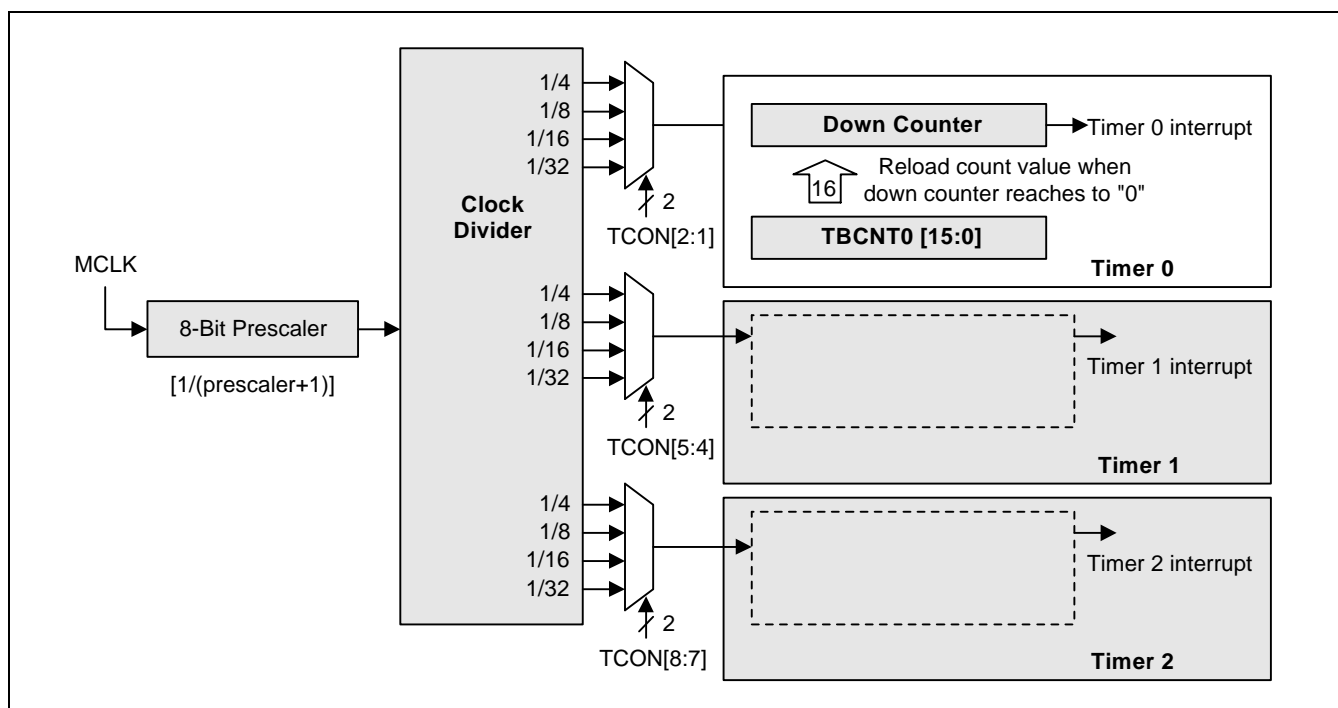 MCLK
8-Bit Prescaler
[1/(prescaler+1)]
Clock
Divider
1/4
1/8
1/16
1/32
2
TCON[2:1]
Down Counter
Timer 0 interrupt
16
Reload count value when
down counter reaches to "0"
TBCNT0 [15:0]
Timer 0
1/4
1/8
1/16
1/32
2
TCON[5:4]
Timer 1 interrupt
Timer 1
1/4
1/8
1/16
1/32
2
TCON[8:7]
Timer 2 interrupt
Timer 2